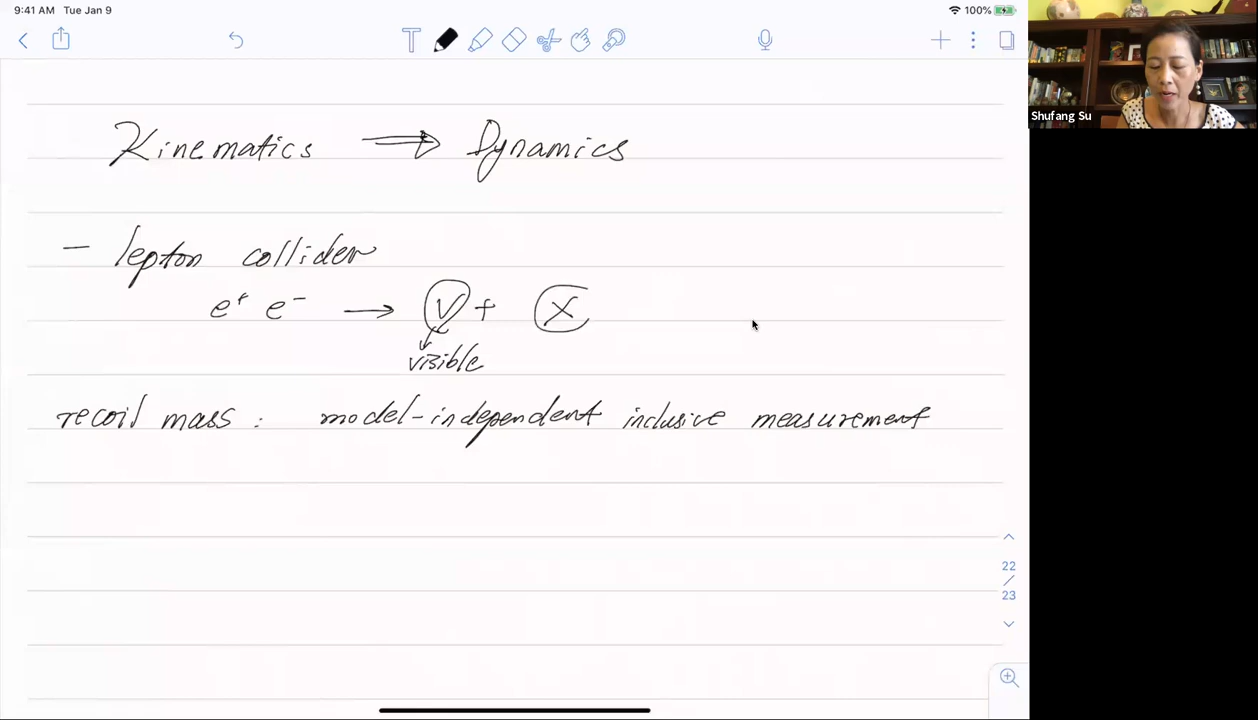 9:41 AM Tue Jan 9
100%
Shufang Su
Kinematics ⟹ Dynamics
– lepton collider
e⁺ e⁻ → V + X
visible
recoil mass : model-independent inclusive measurement
22
/
23